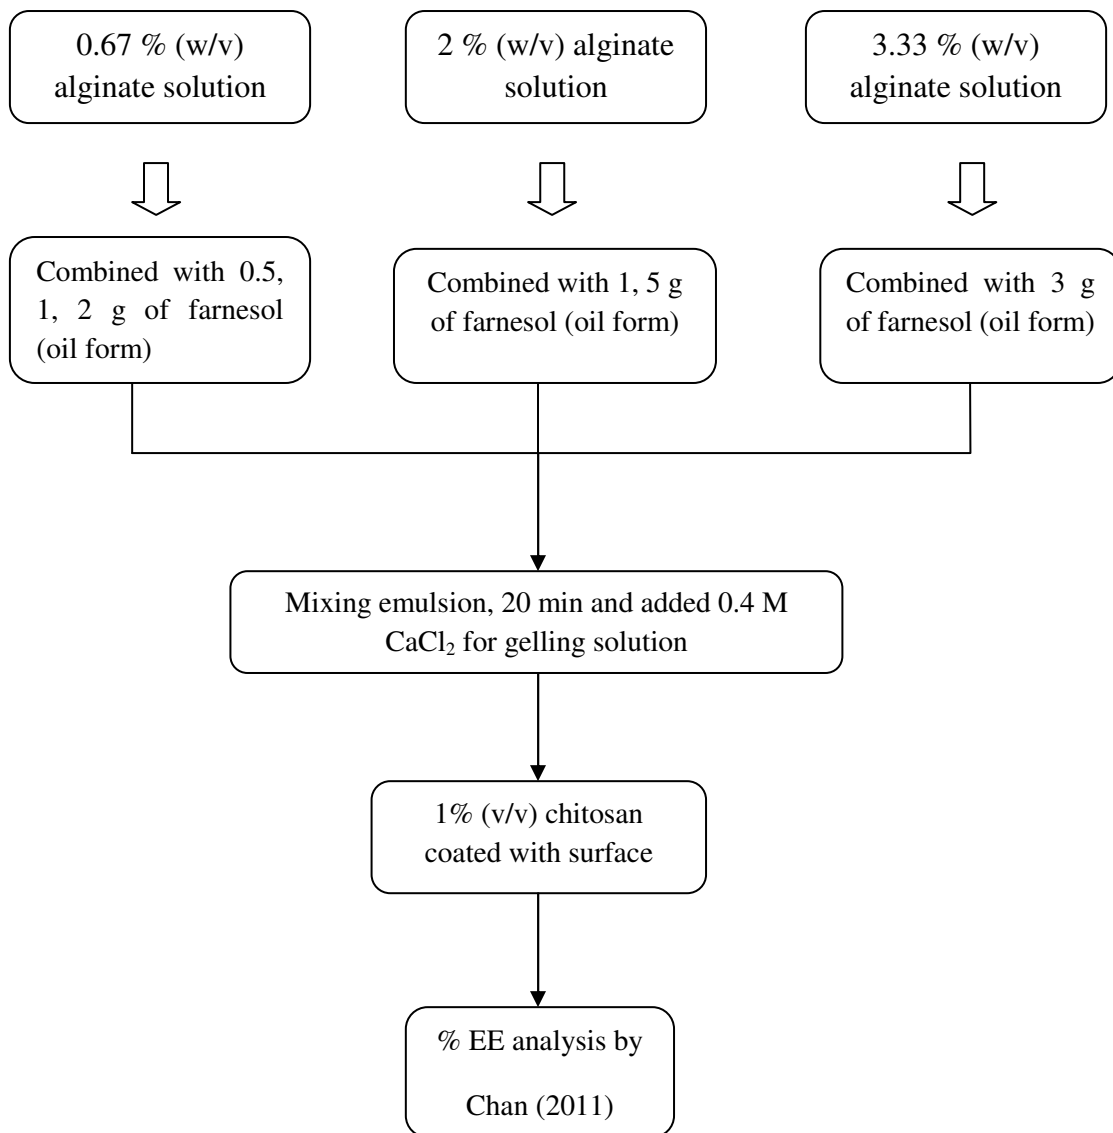 0.67 % (w/v)
alginate solution
2 % (w/v) alginate
solution
3.33 % (w/v)
alginate solution
Combined with 0.5,
1, 2 g of farnesol
(oil form)
Combined with 1, 5 g
of farnesol (oil form)
Combined with 3 g
of farnesol (oil form)
Mixing emulsion, 20 min and added 0.4 M
CaCl₂ for gelling solution
1% (v/v) chitosan
coated with surface
% EE analysis by
Chan (2011)